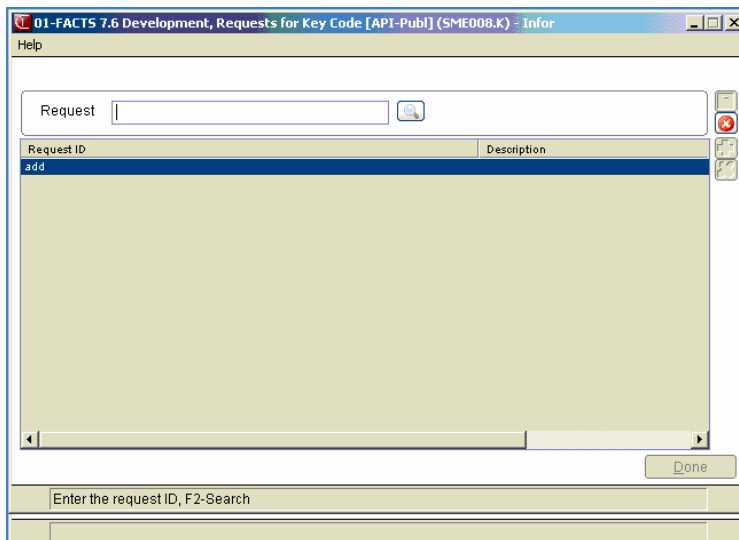 01-FACTS 7.6 Development, Requests for Key Code [API-Publ] (SME008.K) - Infor
Help
Request
Request ID Description
add
Done
Enter the request ID, F2-Search